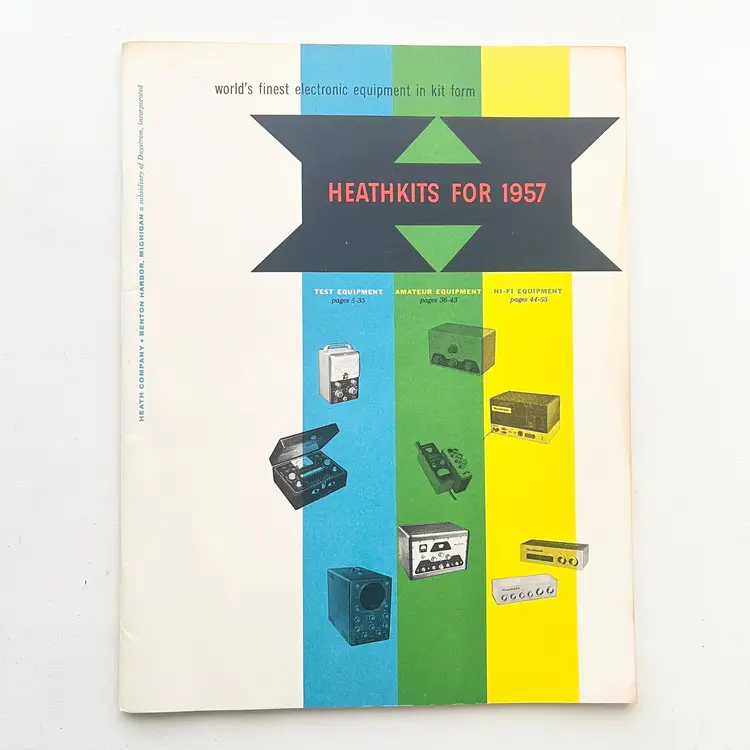 world's finest electronic equipment in kit form
HEATHKITS FOR 1957
TEST EQUIPMENT
pages 5-35
AMATEUR EQUIPMENT
pages 36-43
HI-FI EQUIPMENT
pages 44-55
HEATH COMPANY • BENTON HARBOR, MICHIGAN a subsidiary of Daystrom, incorporated